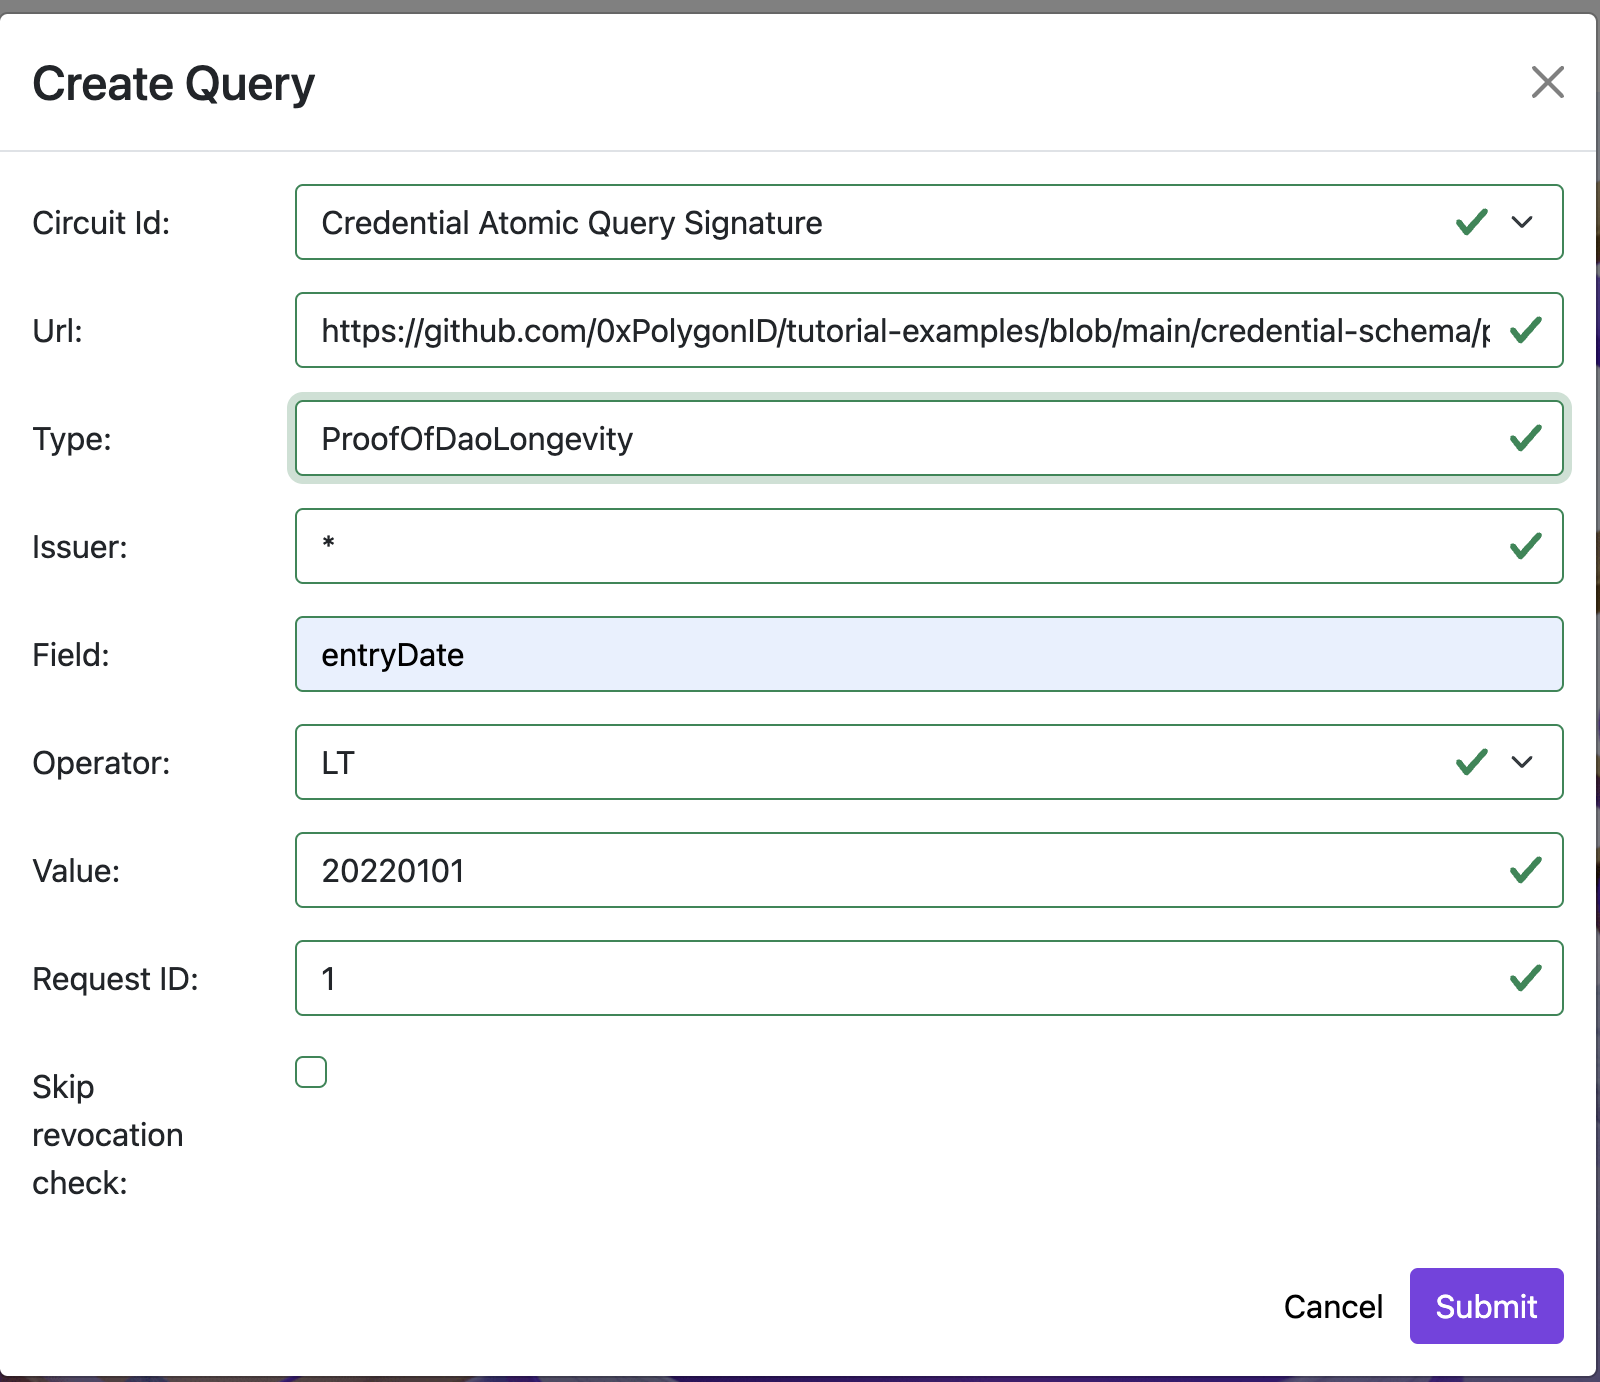 Create Query
Circuit Id:
Credential Atomic Query Signature
Url:
https://github.com/0xPolygonID/tutorial-examples/blob/main/credential-schema/p
Type:
ProofOfDaoLongevity
Issuer:
*
Field:
entryDate
Operator:
LT
Value:
20220101
Request ID:
1
Skip
revocation
check:
Cancel
Submit